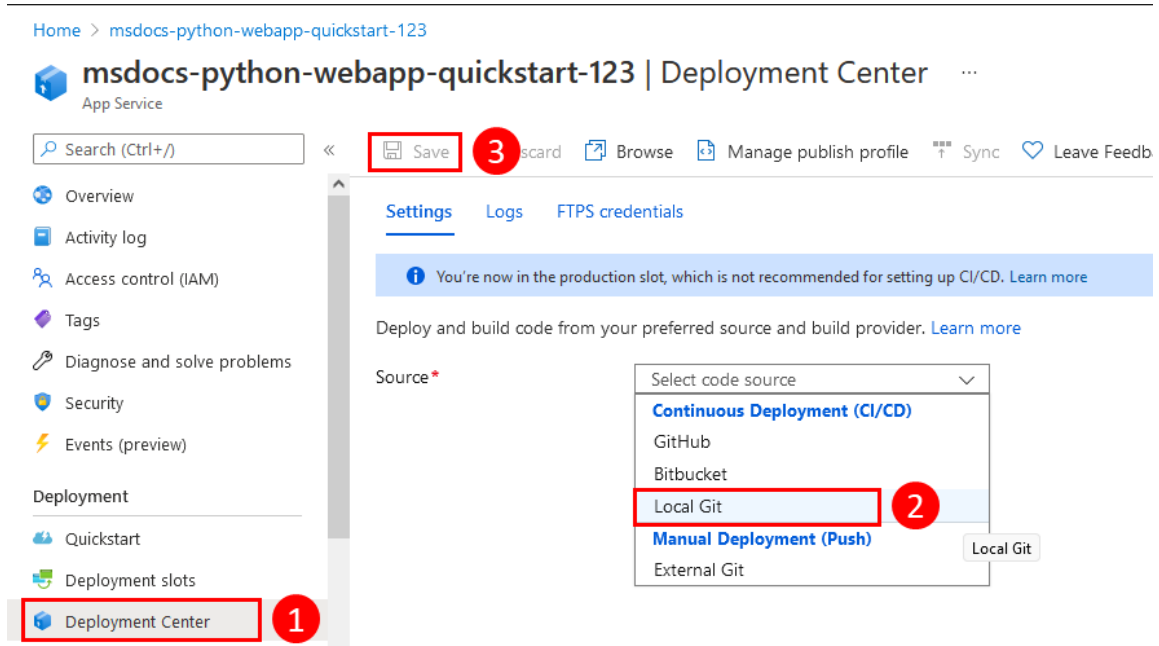 Home > msdocs-python-webapp-quickstart-123
msdocs-python-webapp-quickstart-123 | Deployment Center ...
App Service
Search (Ctrl+/)
«
Overview
Activity log
Access control (IAM)
Tags
Diagnose and solve problems
Security
Events (preview)
Deployment
Quickstart
Deployment slots
Deployment Center 1
Save 3 scard Browse Manage publish profile Sync Leave Feedb
Settings Logs FTPS credentials
You're now in the production slot, which is not recommended for setting up CI/CD. Learn more
Deploy and build code from your preferred source and build provider. Learn more
Source* Select code source
Continuous Deployment (CI/CD)
GitHub
Bitbucket
Local Git 2
Manual Deployment (Push)
Local Git
External Git